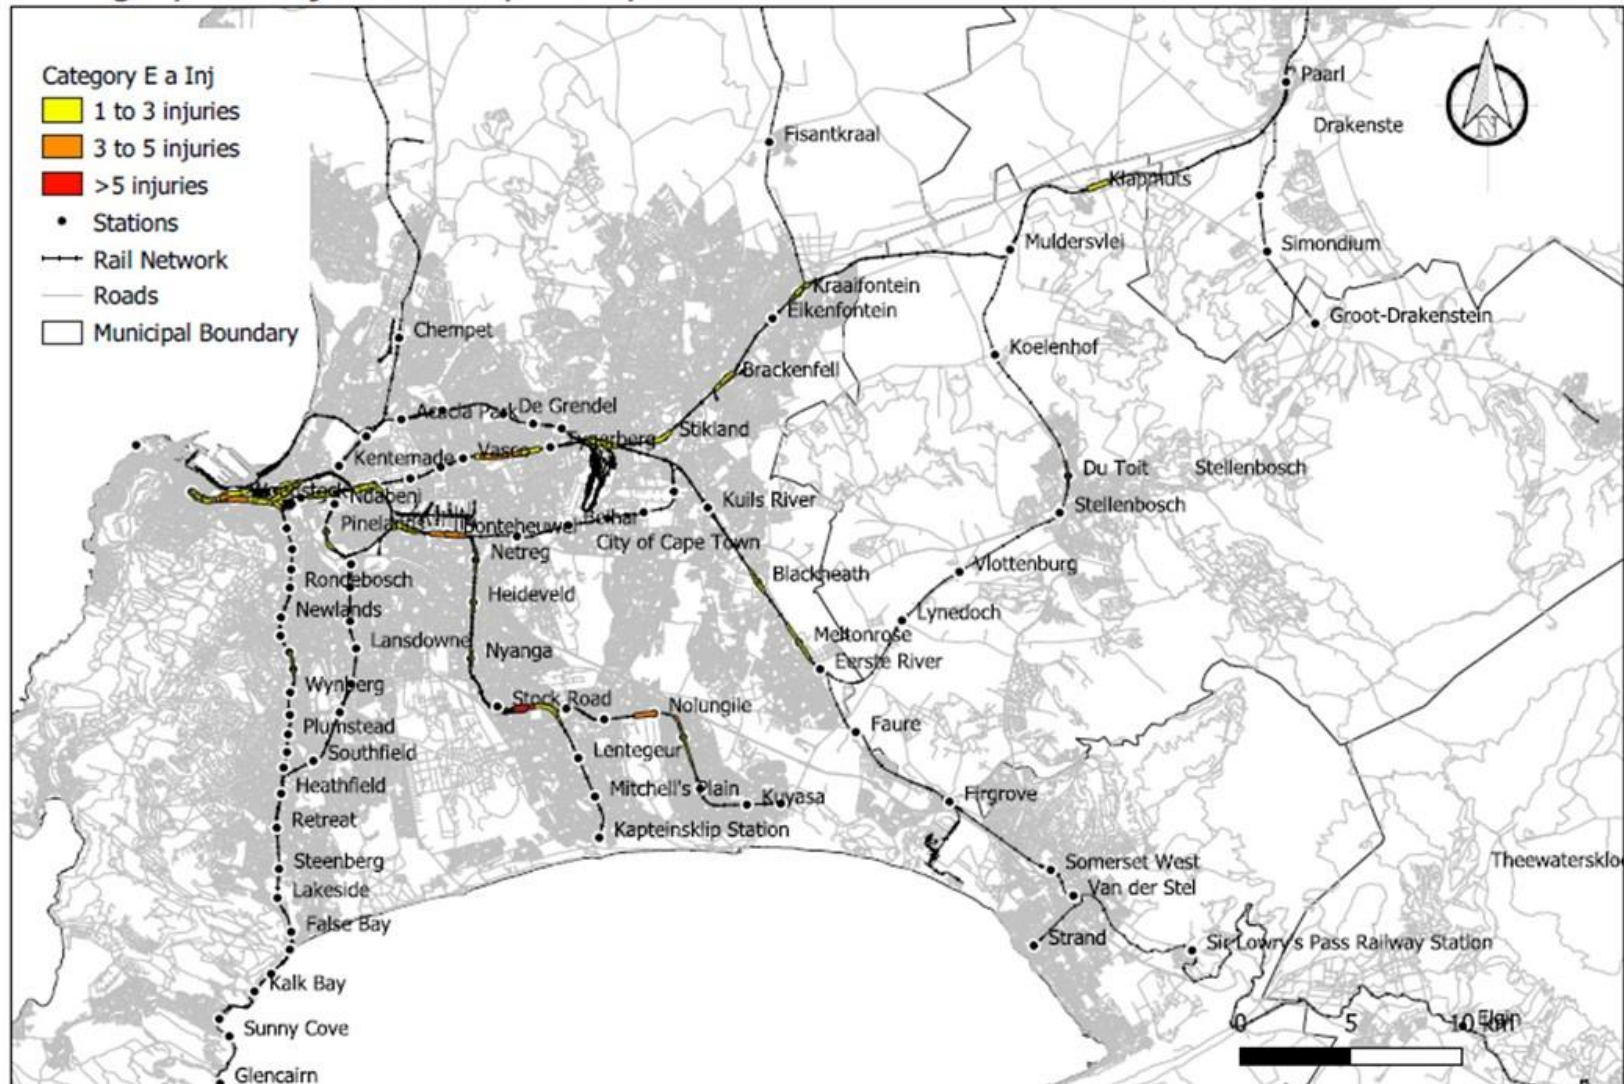 Category E a Inj
1 to 3 injuries
3 to 5 injuries
>5 injuries
Stations
Rail Network
Roads
Municipal Boundary
N
Paarl
Drakenste
Fisantkraal
Klapmuts
Muldersvlei
Simondium
Kraaifontein
Eikenfontein
Groot-Drakenstein
Chempet
Koelenhof
Brackenfell
Acacia Park
De Grendel
Stikland
Vasco
Kentemade
Du Toit
Stellenbosch
Ndabeni
Kuils River
Stellenbosch
Pinelands
Bonteheuwel
Belhar
Netreg
City of Cape Town
Rondebosch
Blackheath
Vlottenburg
Newlands
Heideveld
Lynedoch
Lansdowne
Nyanga
Meltonrose
Eerste River
Wynberg
Stock Road
Nolungile
Plumstead
Faure
Southfield
Lentegeur
Heathfield
Mitchell's Plain
Kuyasa
Firgrove
Retreat
Kapteinsklip Station
Steenberg
Somerset West
Theewaterskloo
Lakeside
Van der Stel
False Bay
Strand
Sir Lowry's Pass Railway Station
Kalk Bay
Sunny Cove
0 5 10 km
Elgin
Glencairn